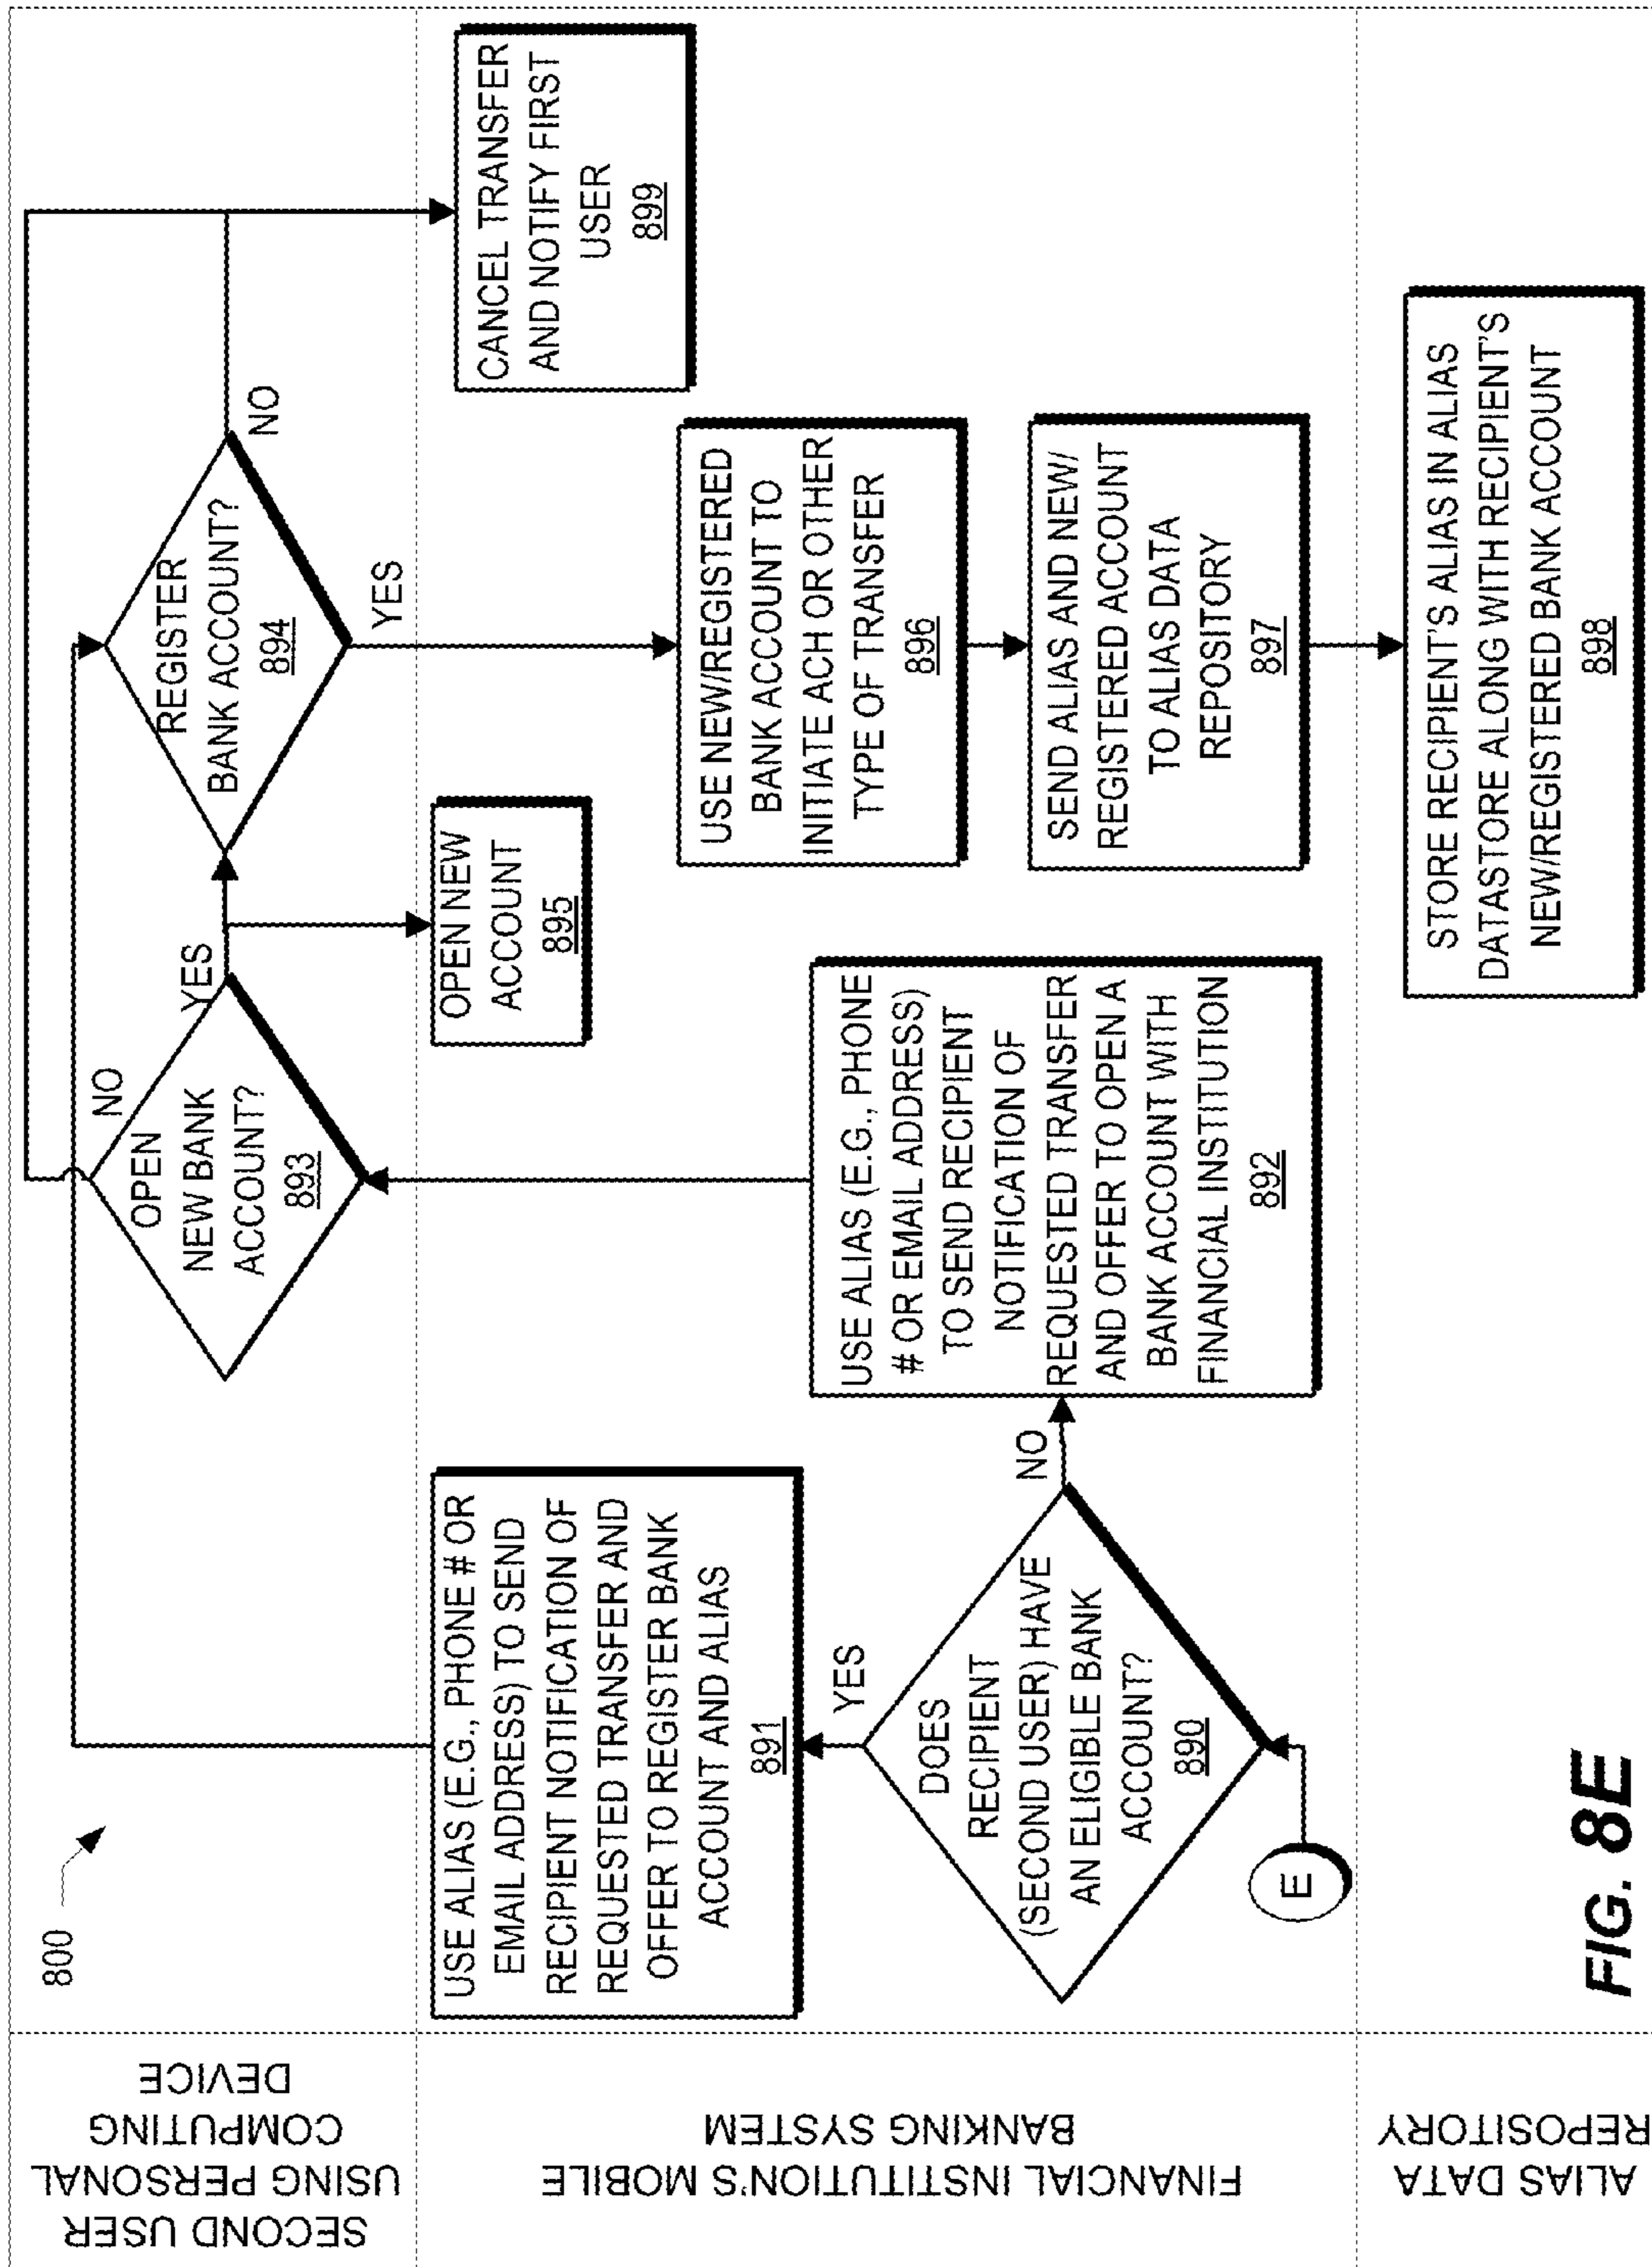 800
SECOND USER
USING PERSONAL
COMPUTING
DEVICE
FINANCIAL INSTITUTION'S MOBILE
BANKING SYSTEM
ALIAS DATA
REPOSITORY
E
DOES
RECIPIENT
(SECOND USER) HAVE
AN ELIGIBLE BANK
ACCOUNT?
890
YES
NO
USE ALIAS (E.G., PHONE # OR
EMAIL ADDRESS) TO SEND
RECIPIENT NOTIFICATION OF
REQUESTED TRANSFER AND
OFFER TO REGISTER BANK
ACCOUNT AND ALIAS
891
USE ALIAS (E.G., PHONE
# OR EMAIL ADDRESS)
TO SEND RECIPIENT
NOTIFICATION OF
REQUESTED TRANSFER
AND OFFER TO OPEN A
BANK ACCOUNT WITH
FINANCIAL INSTITUTION
892
OPEN
NEW BANK
ACCOUNT?
893
NO
YES
OPEN NEW
ACCOUNT
895
REGISTER
BANK ACCOUNT?
894
NO
YES
USE NEW/REGISTERED
BANK ACCOUNT TO
INITIATE ACH OR OTHER
TYPE OF TRANSFER
896
SEND ALIAS AND NEW/
REGISTERED ACCOUNT
TO ALIAS DATA
REPOSITORY
897
STORE RECIPIENT'S ALIAS IN ALIAS
DATASTORE ALONG WITH RECIPIENT'S
NEW/REGISTERED BANK ACCOUNT
898
CANCEL TRANSFER
AND NOTIFY FIRST
USER
899
FIG. 8E